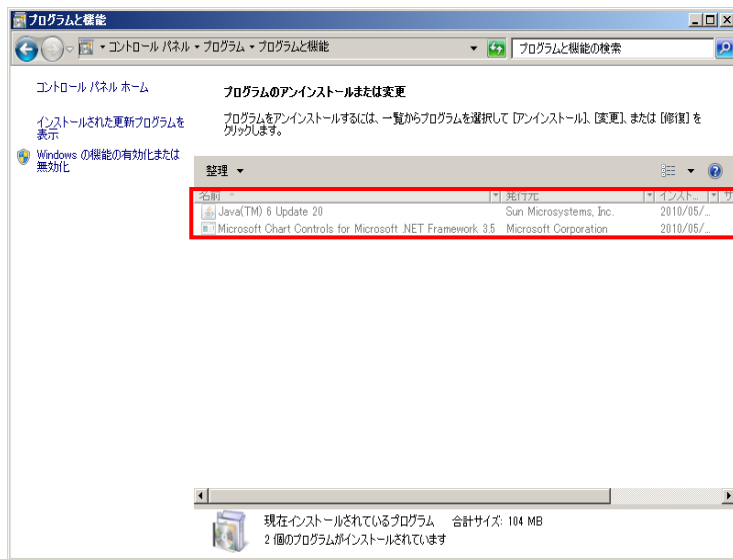 プログラムと機能
コントロール パネル ▾ プログラム ▾ プログラムと機能
プログラムと機能の検索
コントロール パネル ホーム
インストールされた更新プログラムを
表示
Windows の機能の有効化または
無効化
プログラムのアンインストールまたは変更
プログラムをアンインストールするには、一覧からプログラムを選択して [アンインストール]、[変更]、または [修復] を
クリックします。
整理
名前 発行元 インスト... サ
Java(TM) 6 Update 20 Sun Microsystems, Inc. 2010/05/...
Microsoft Chart Controls for Microsoft .NET Framework 3.5 Microsoft Corporation 2010/05/...
現在インストールされているプログラム 合計サイズ: 104 MB
2 個のプログラムがインストールされています